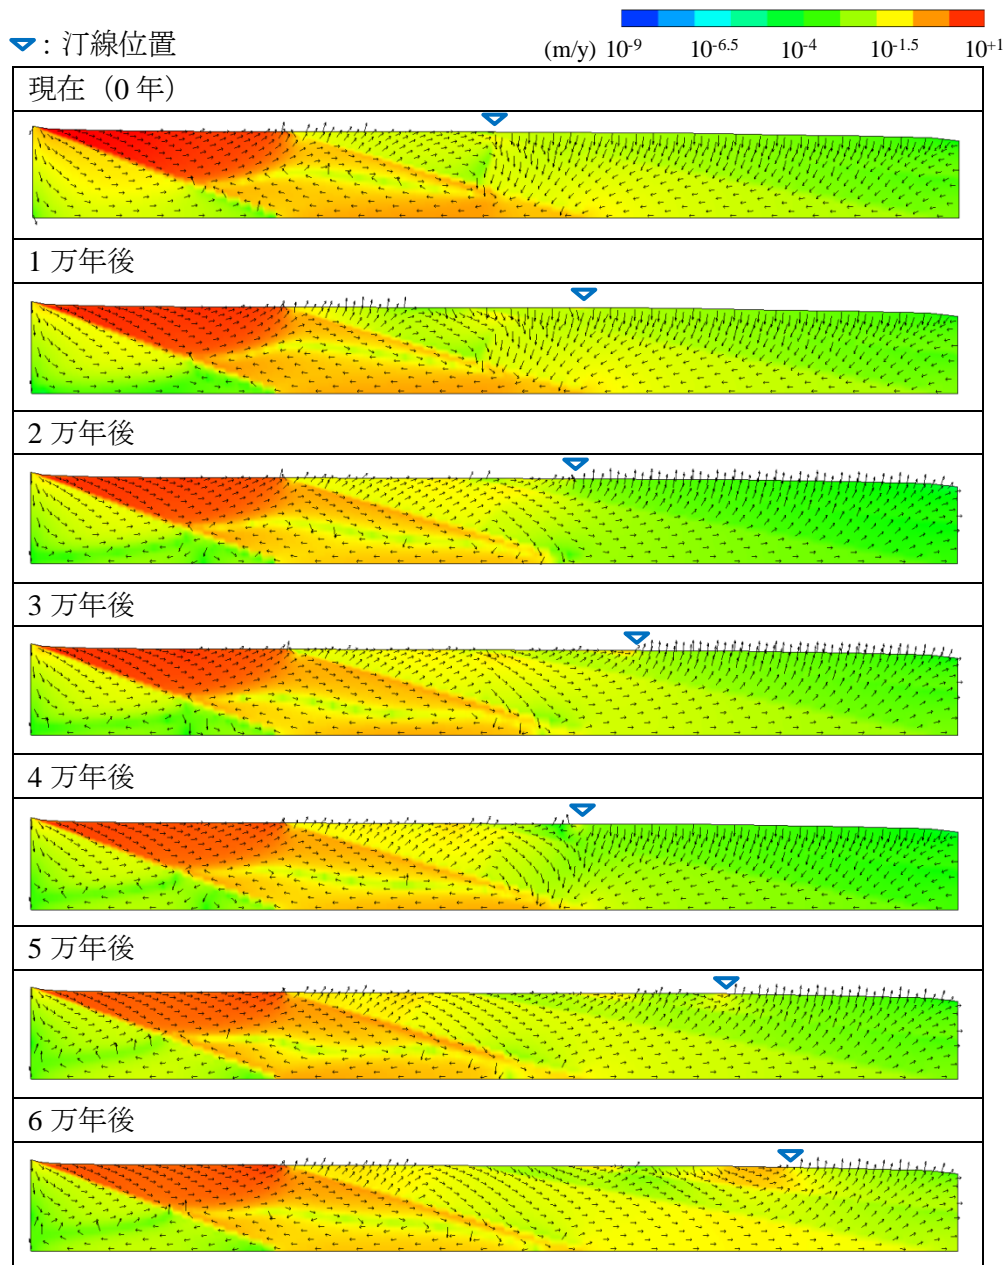 ▽: 汀線位置
(m/y) 10^-9 10^-6.5 10^-4 10^-1.5 10^+1
現在（0 年）
1 万年後
2 万年後
3 万年後
4 万年後
5 万年後
6 万年後